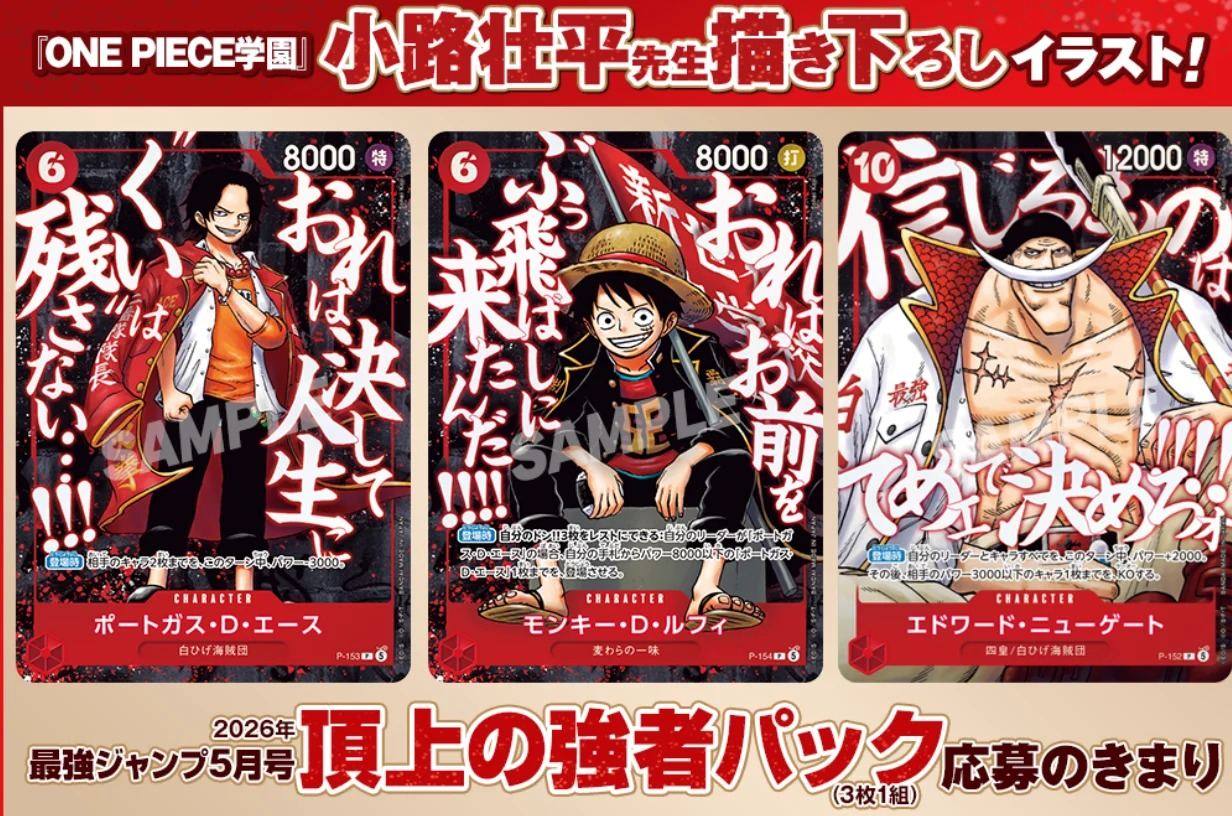 『ONE PIECE学園』小路壮平先生描き下ろしイラスト!
6
8000 特
おれは決して
人生に
くいは
残さない……
!!!
SAMPLE
登場時 相手のキャラ2枚までを、このターン中、パワー-3000。
CHARACTER
ポートガス・D・エース
白ひげ海賊団
P-153 P
6
8000 打
おれは
お前を
ぶっ飛ばしに
来たんだ!!!!
SAMPLE
登場時 自分のドン!!3枚をレストにできる:自分のリーダーが「ポートガ
ス・D・エース」の場合、自分の手札からパワー8000以下の「ポートガス・
D・エース」1枚までを、登場させる。
CHARACTER
モンキー・D・ルフィ
麦わらの一味
P-154 P
10
12000 特
信じるものは
最強
てめェで決めろォ
!!!!
SAMPLE
登場時 自分のリーダーとキャラすべてを、このターン中、パワー+2000。
その後、相手のパワー3000以下のキャラ1枚までを、KOする。
CHARACTER
エドワード・ニューゲート
四皇/白ひげ海賊団
P-152 P
2026年
最強ジャンプ5月号 頂上の強者パック 応募のきまり
(3枚1組)